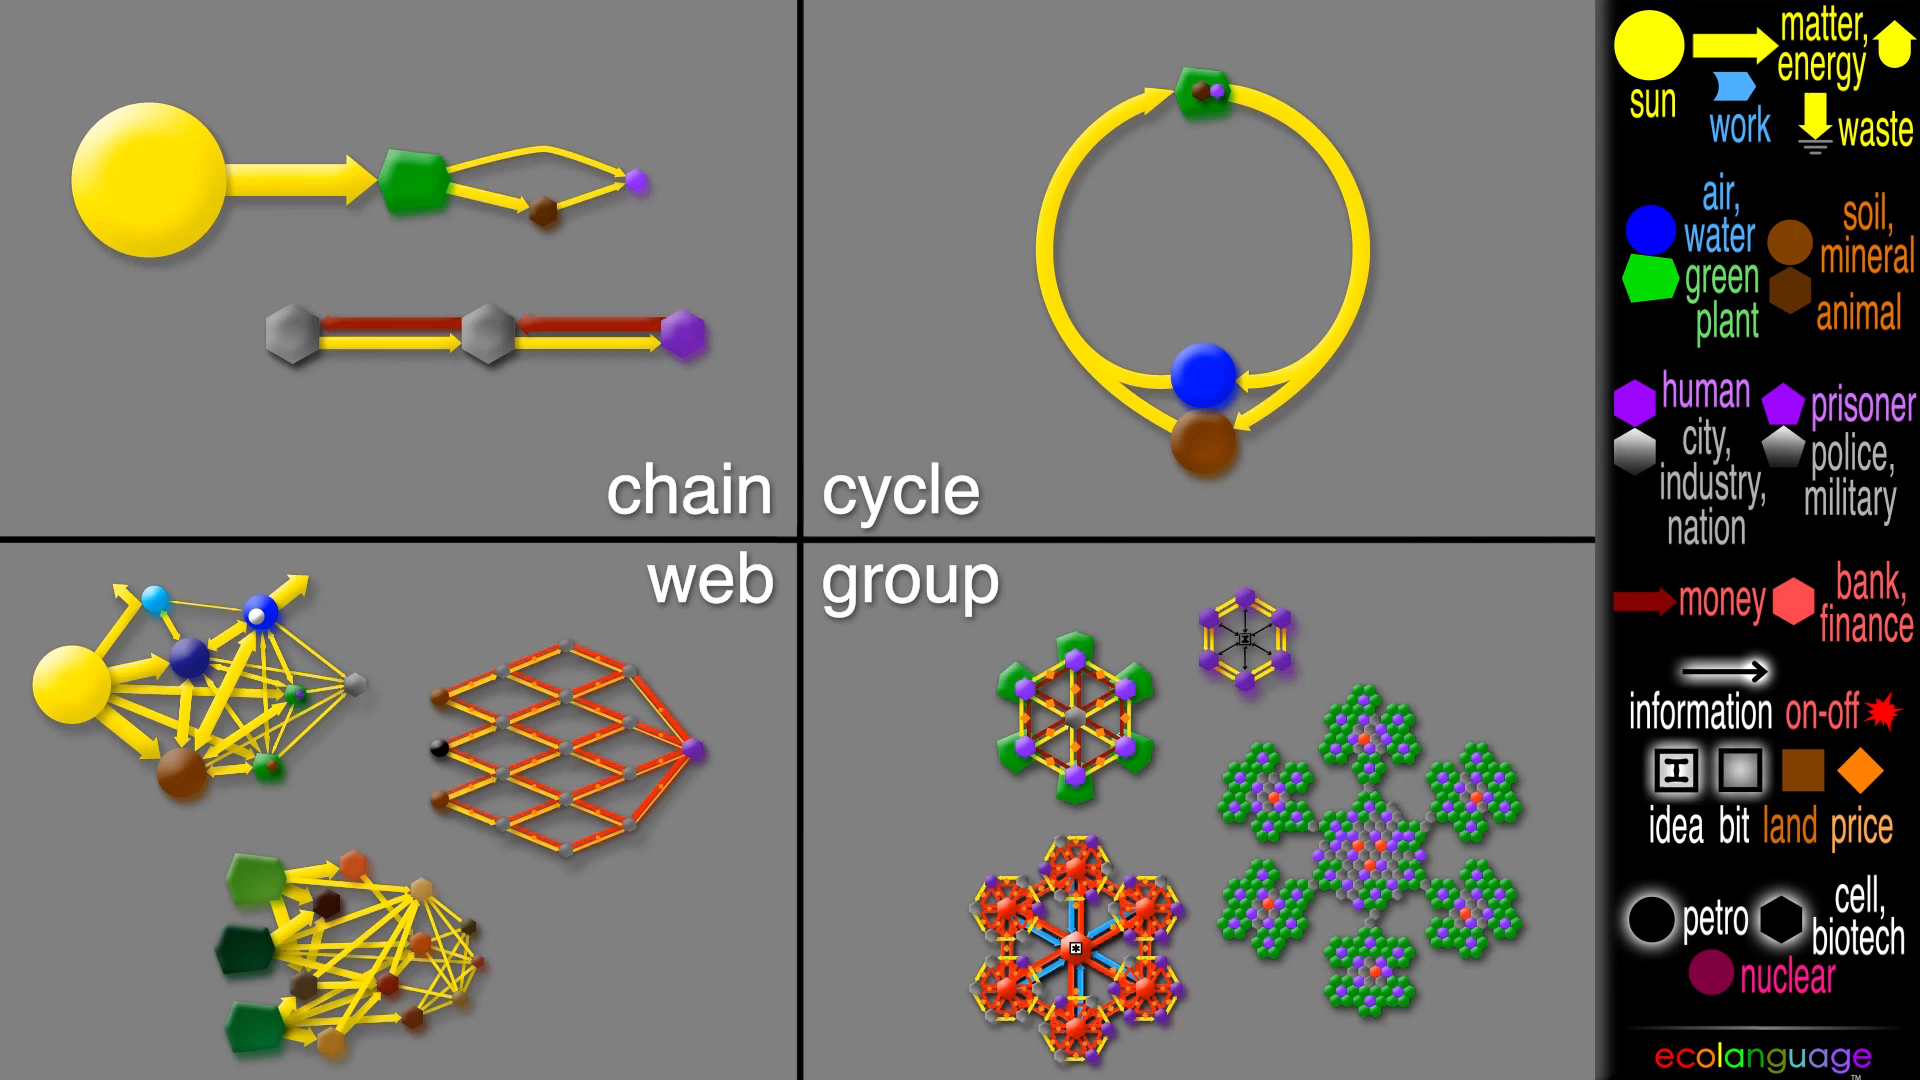 chain
cycle
web
group
matter,
energy
sun
work
waste
air,
water
soil,
mineral
green
plant
animal
human
prisoner
city,
industry,
nation
police,
military
money
bank,
finance
information
on-off
idea
bit
land
price
petro
cell,
biotech
nuclear
ecolanguage
TM